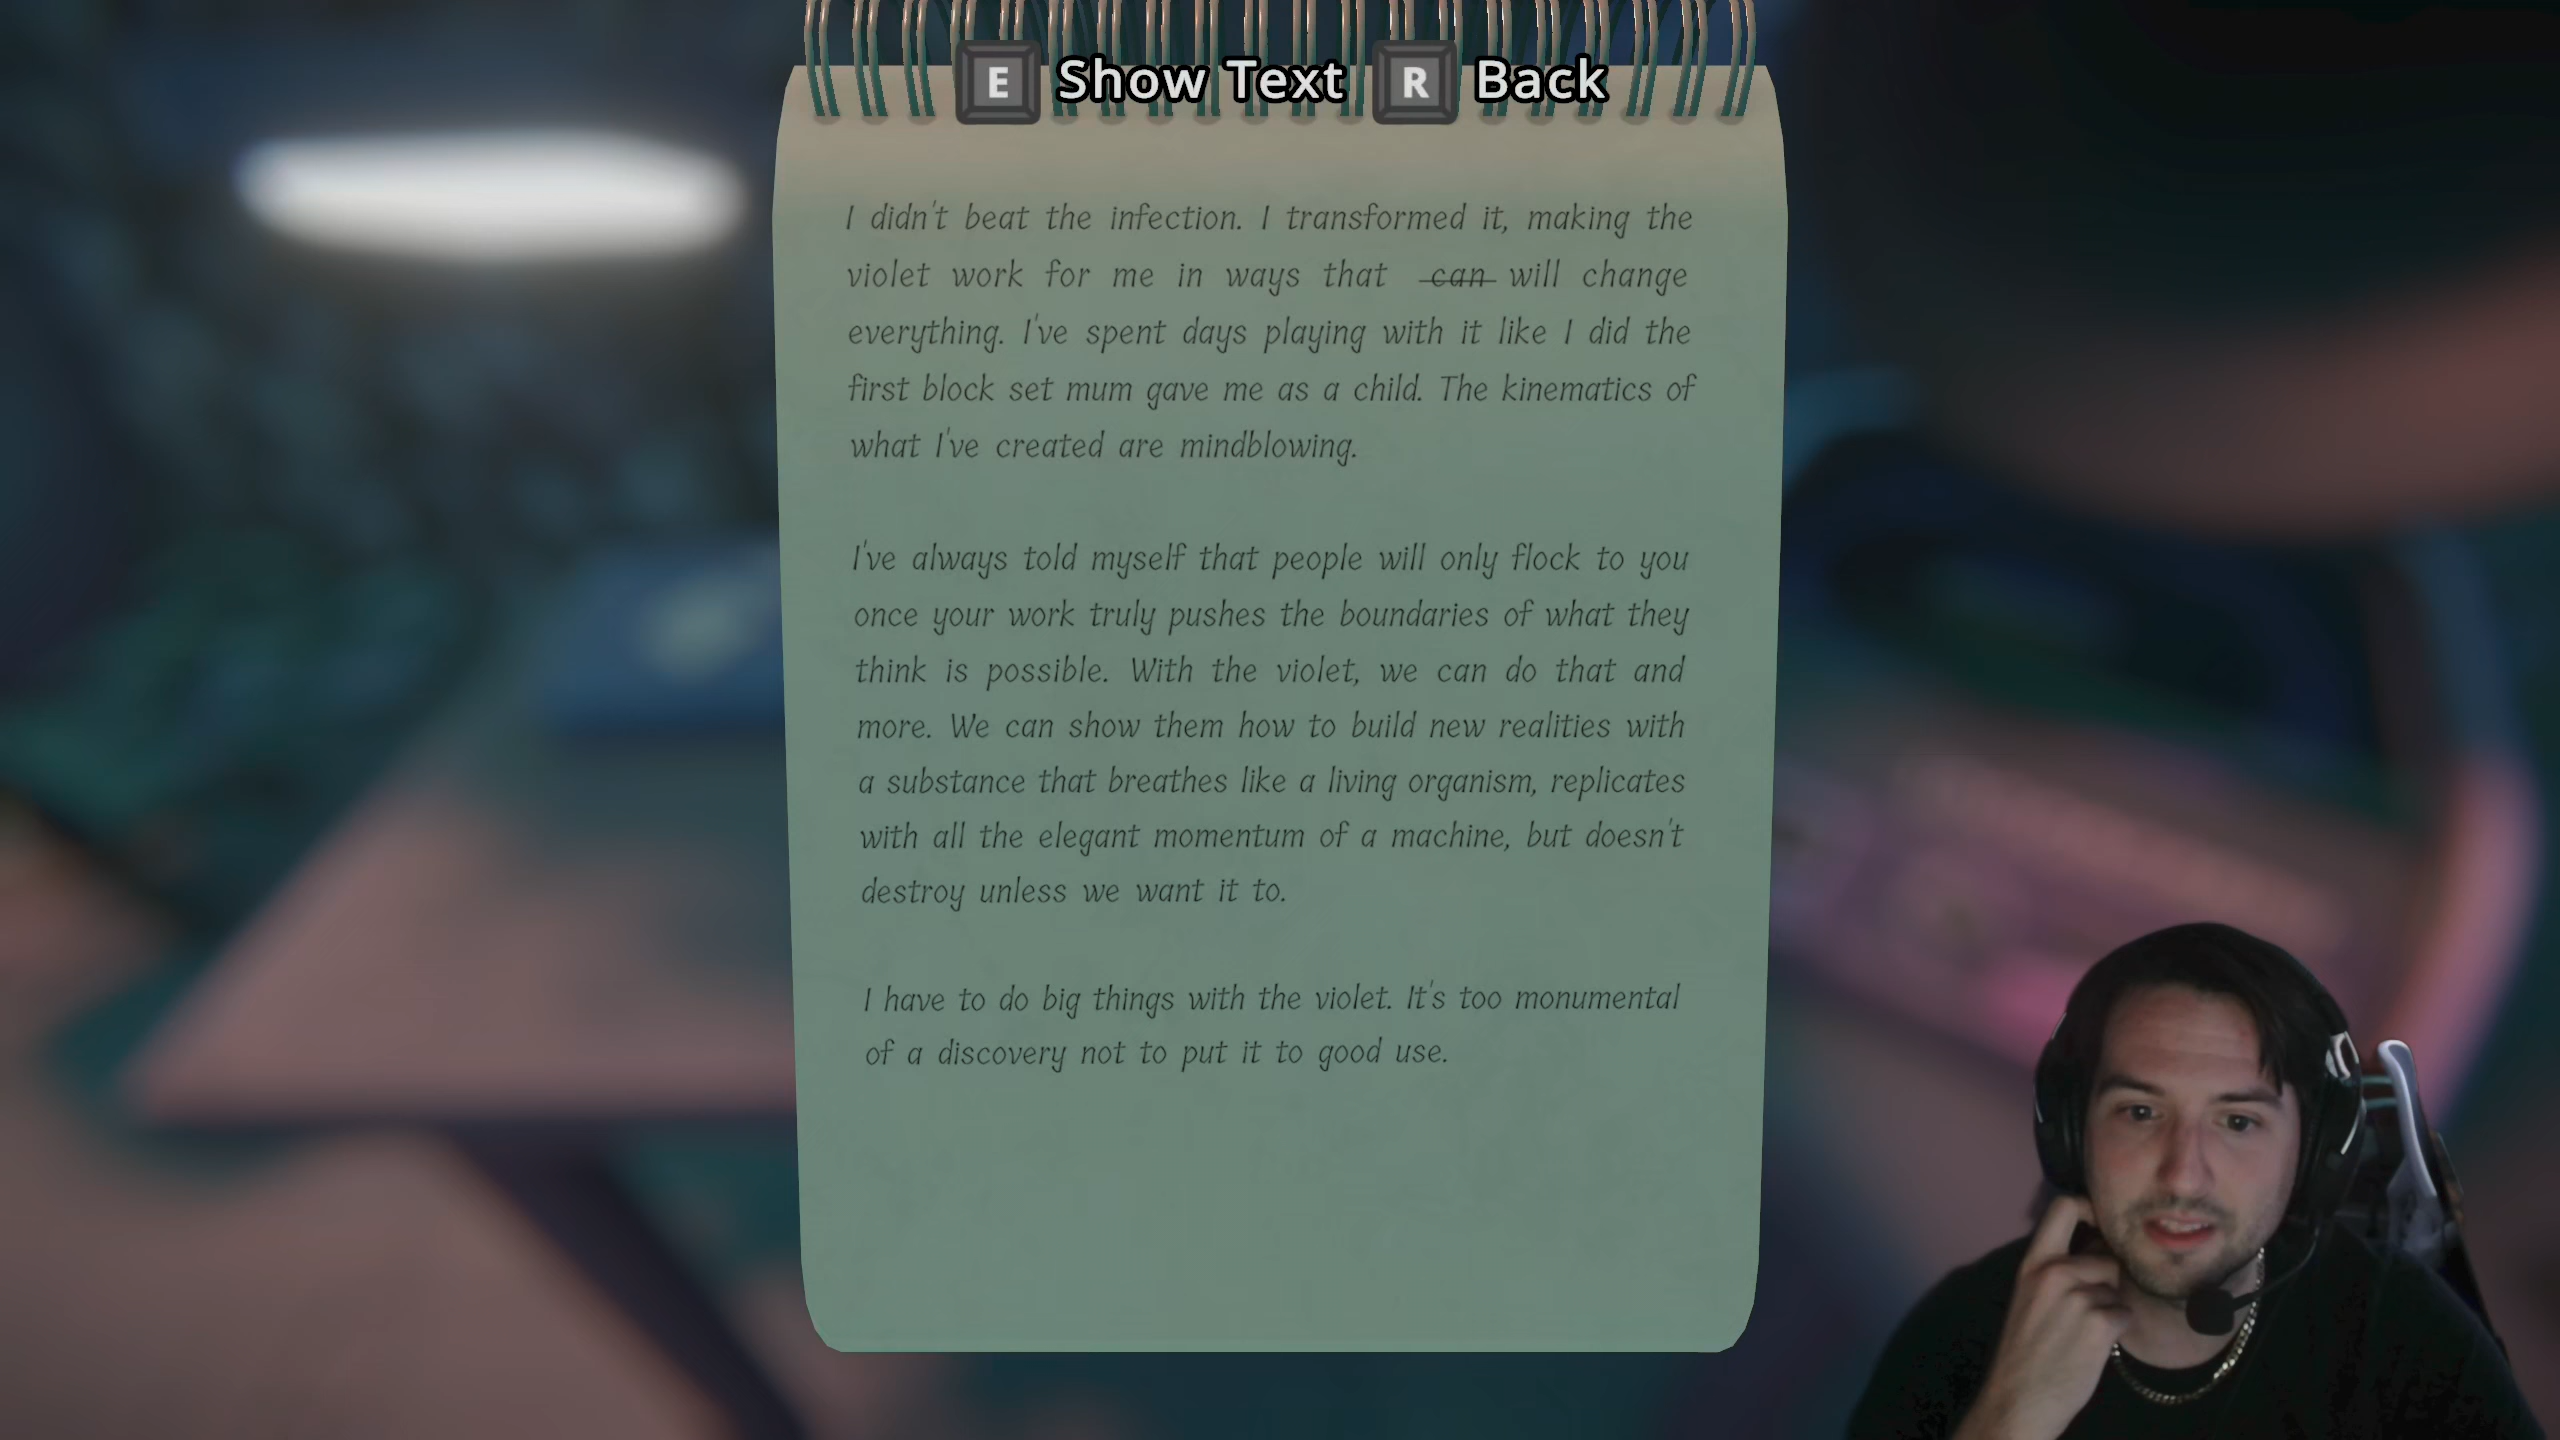 E Show Text R Back
I didn't beat the infection. I transformed it, making the
violet work for me in ways that can will change
everything. I've spent days playing with it like I did the
first block set mum gave me as a child. The kinematics of
what I've created are mindblowing.
I've always told myself that people will only flock to you
once your work truly pushes the boundaries of what they
think is possible. With the violet, we can do that and
more. We can show them how to build new realities with
a substance that breathes like a living organism, replicates
with all the elegant momentum of a machine, but doesn't
destroy unless we want it to.
I have to do big things with the violet. It's too monumental
of a discovery not to put it to good use.